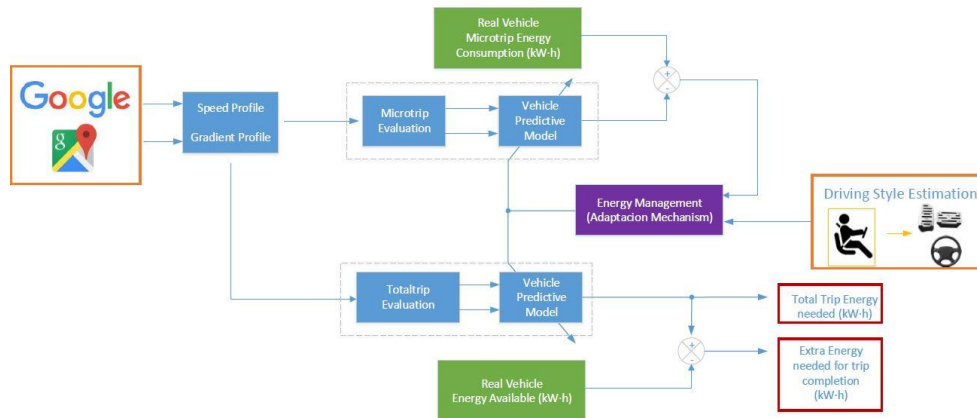 Real Vehicle
Microtrip Energy
Consumption (kW·h)
Google
g
Speed Profile
Gradient Profile
Microtrip
Evaluation
Vehicle
Predictive
Model
+
-
Energy Management
(Adaptacion Mechanism)
Driving Style Estimation
Totaltrip
Evaluation
Vehicle
Predictive
Model
Total Trip Energy
needed (kW·h)
+
-
Extra Energy
needed for trip
completion
(kW·h)
Real Vehicle
Energy Available (kW·h)